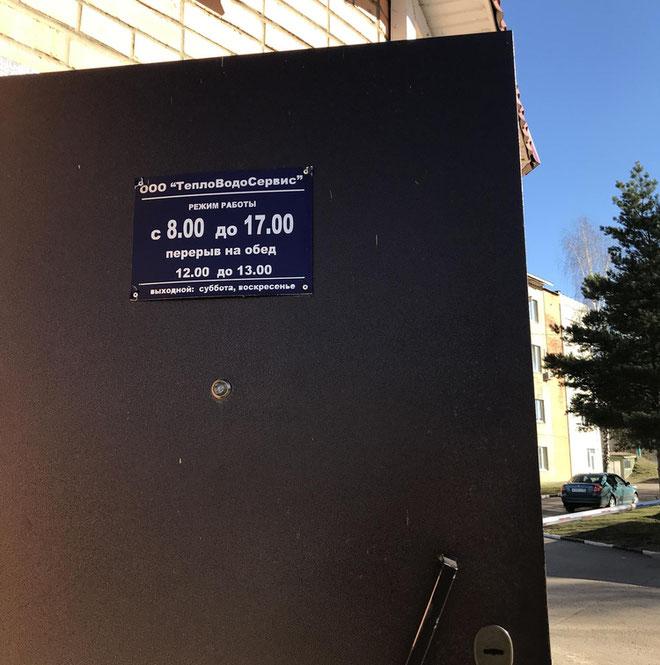 ООО "ТеплоВодоСервис"
РЕЖИМ РАБОТЫ
с 8.00 до 17.00
перерыв на обед
12.00 до 13.00
выходной: суббота, воскресенье